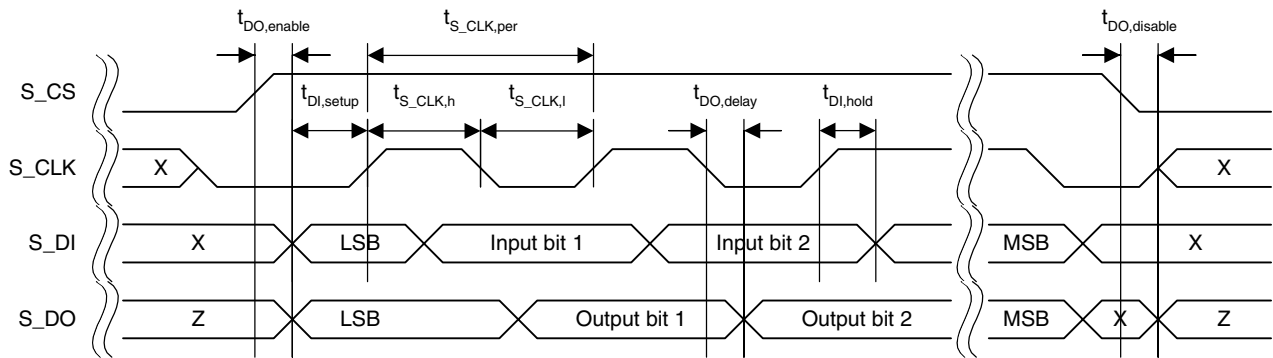 tDO,enable tS_CLK,per tDO,disable
S_CS
tDI,setup tS_CLK,h tS_CLK,l tDO,delay tDI,hold
S_CLK X X
S_DI X LSB Input bit 1 Input bit 2 MSB X
S_DO Z LSB Output bit 1 Output bit 2 MSB X Z